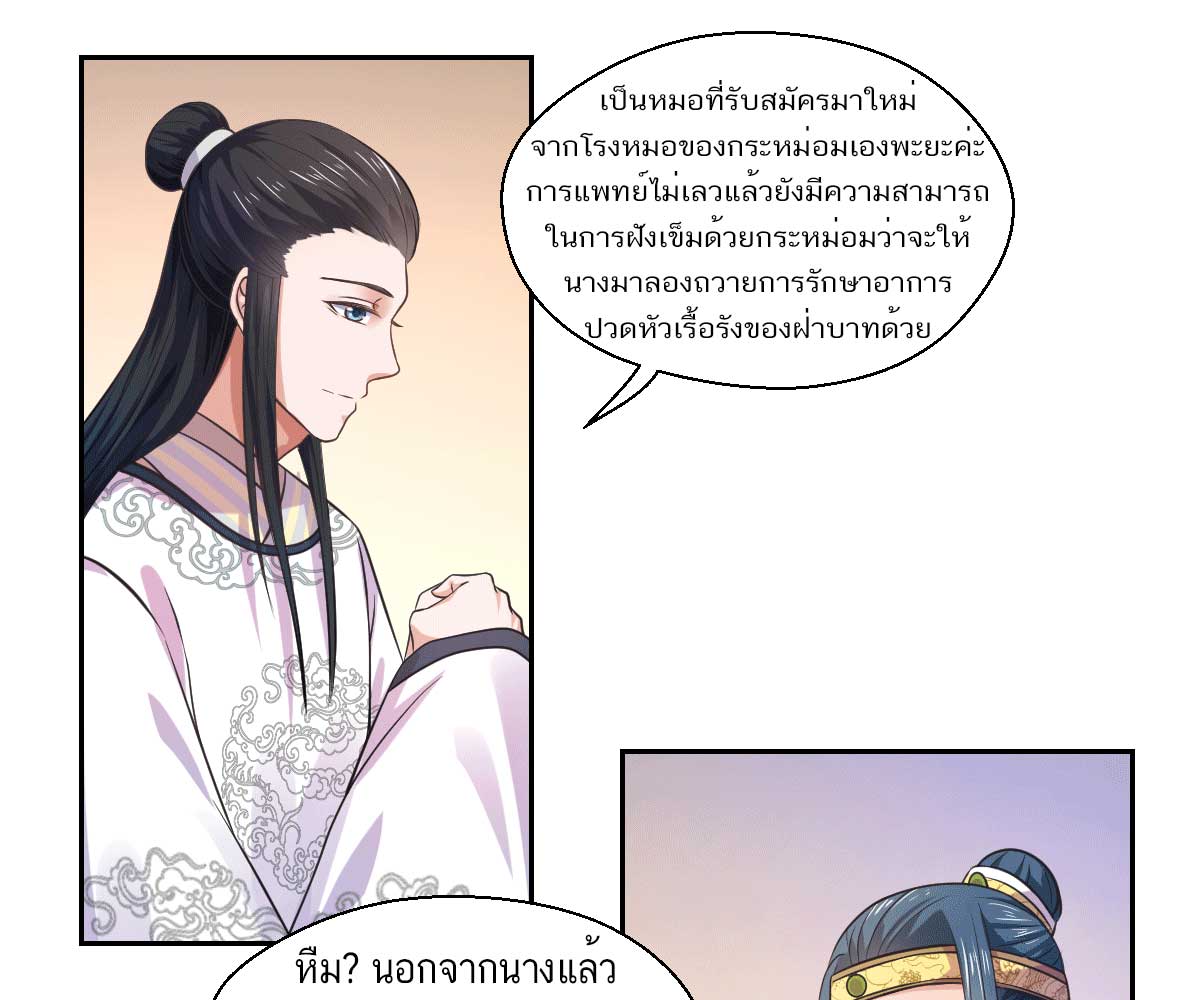 เป็นหมอที่รับสมัครมาใหม่
จากโรงหมอของกระหม่อมเองพะยะค่ะ
การแพทย์ไม่เลวแล้วยังมีความสามารถ
ในการฝังเข็มด้วยกระหม่อมว่าจะให้
นางมาลองถวายการรักษาอาการ
ปวดหัวเรื้อรังของฝ่าบาทด้วย
หืม? นอกจากนางแล้ว